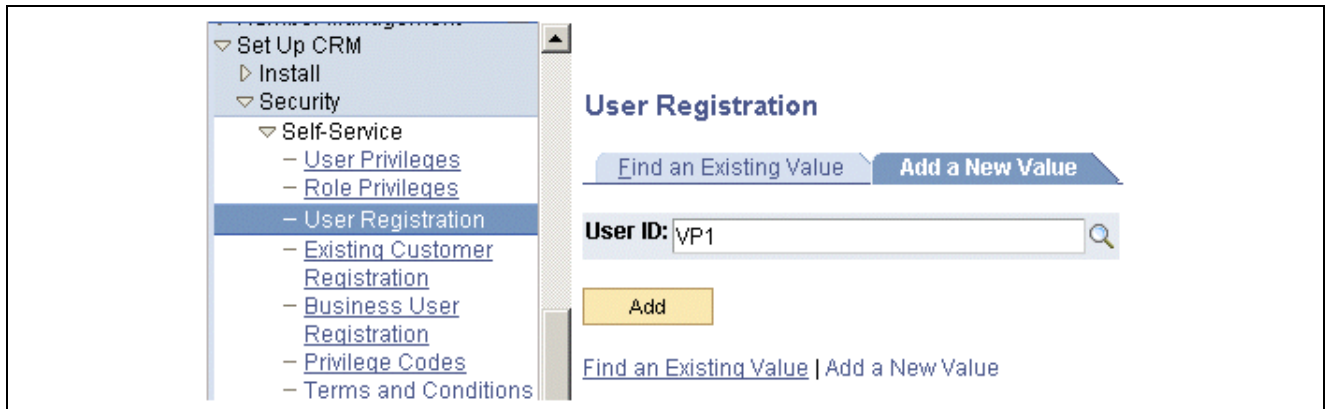 Set Up CRM
Install
Security
Self-Service
– User Privileges
– Role Privileges
– User Registration
– Existing Customer
Registration
– Business User
Registration
– Privilege Codes
– Terms and Conditions
User Registration
Find an Existing Value
Add a New Value
User ID: VP1
Add
Find an Existing Value | Add a New Value